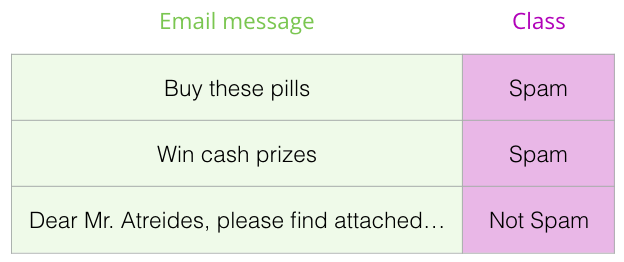 Email message Class
Buy these pills Spam
Win cash prizes Spam
Dear Mr. Atreides, please find attached… Not Spam